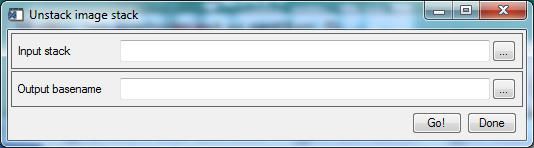 Unstack image stack
Input stack
...
Output basename
...
Go! Done